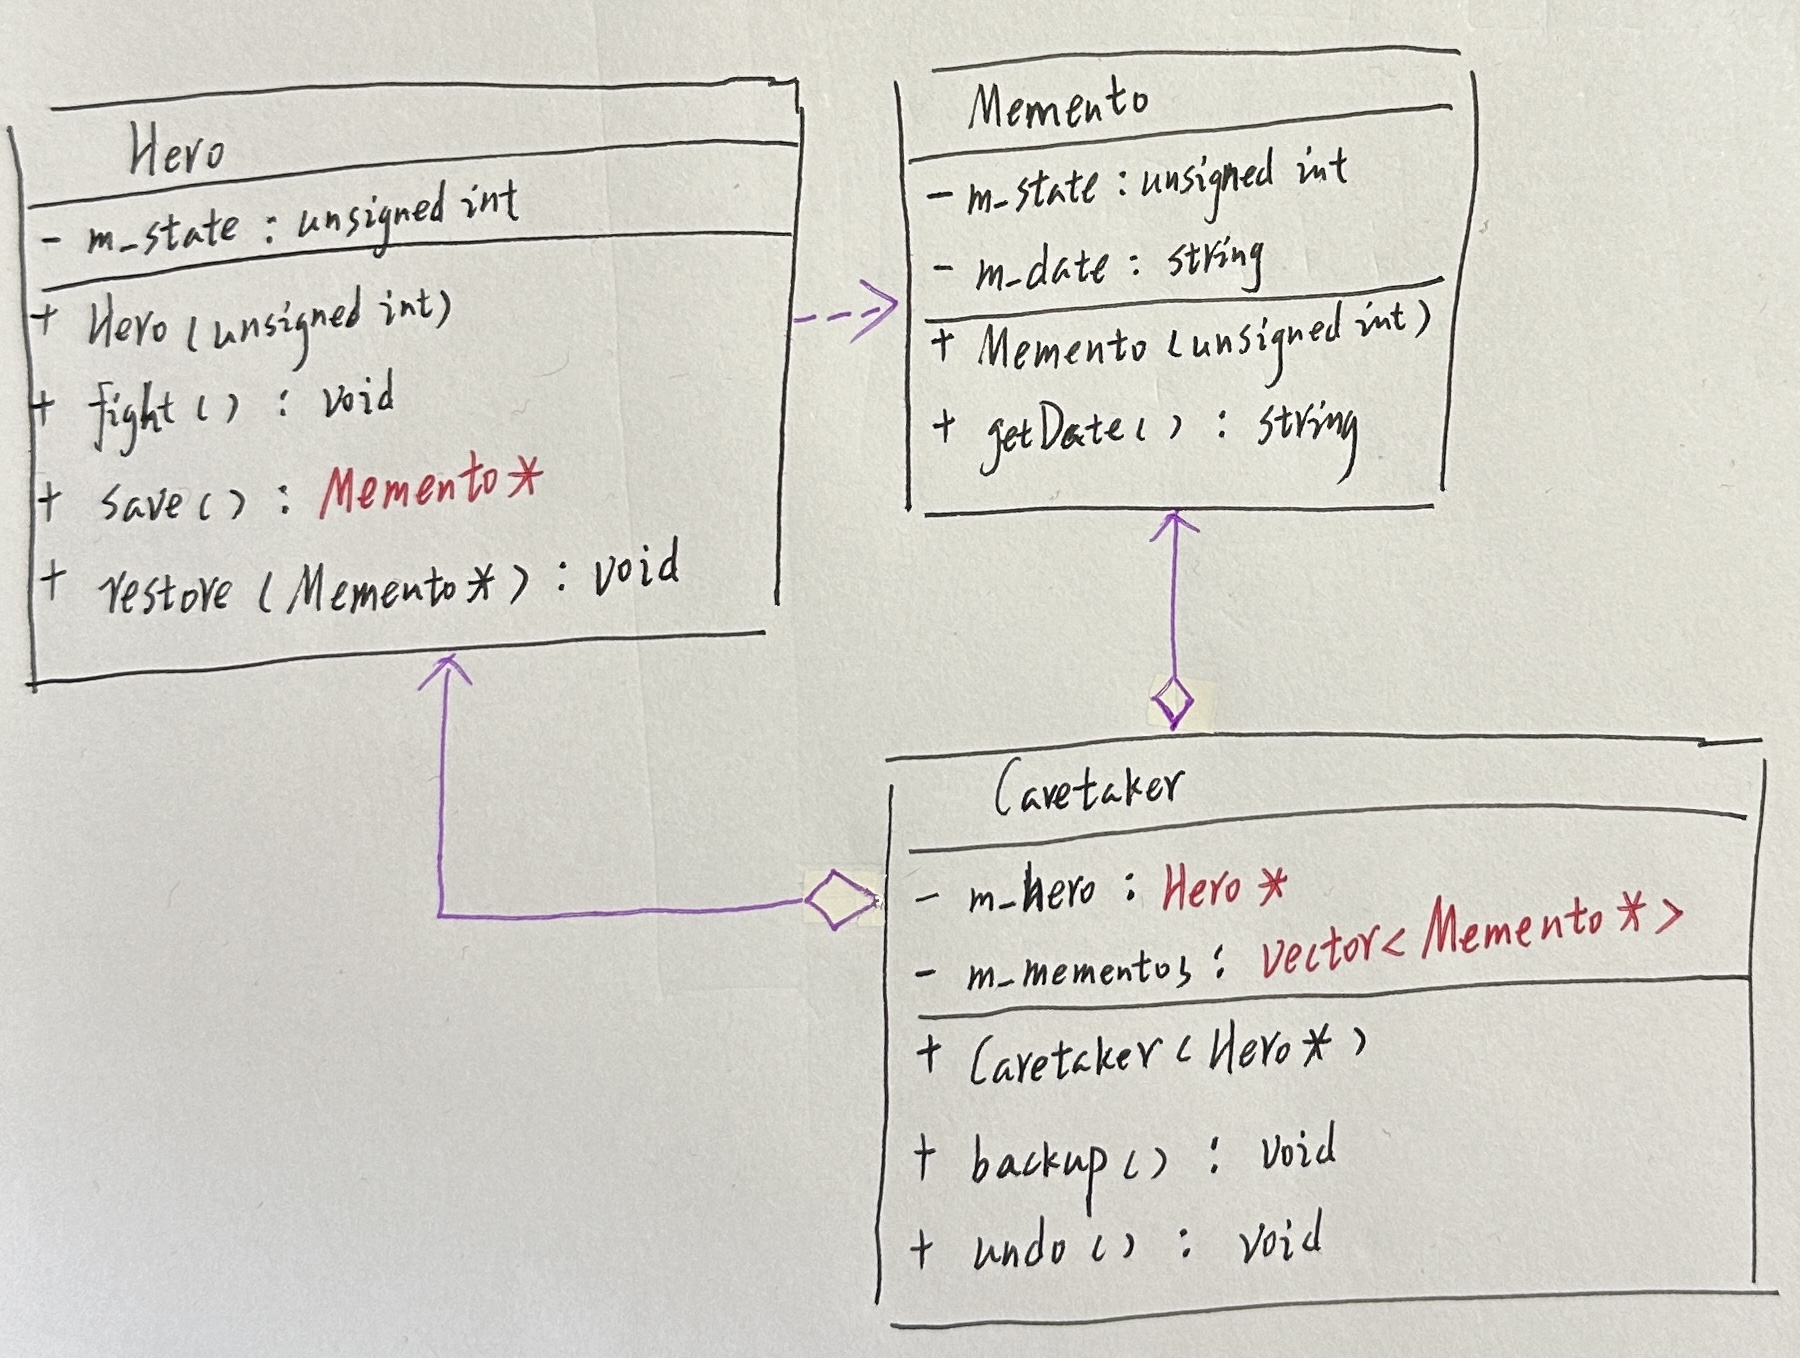 Hero
- m_state : unsigned int
+ Hero (unsigned int)
+ fight () : void
+ save () : Memento*
+ restore (Memento*) : void
Memento
- m_state : unsigned int
- m_date : string
+ Memento (unsigned int)
+ getDate () : string
Caretaker
- m_hero : Hero *
- m_mementos : vector< Memento * >
+ Caretaker ( Hero * )
+ backup () : void
+ undo () : void